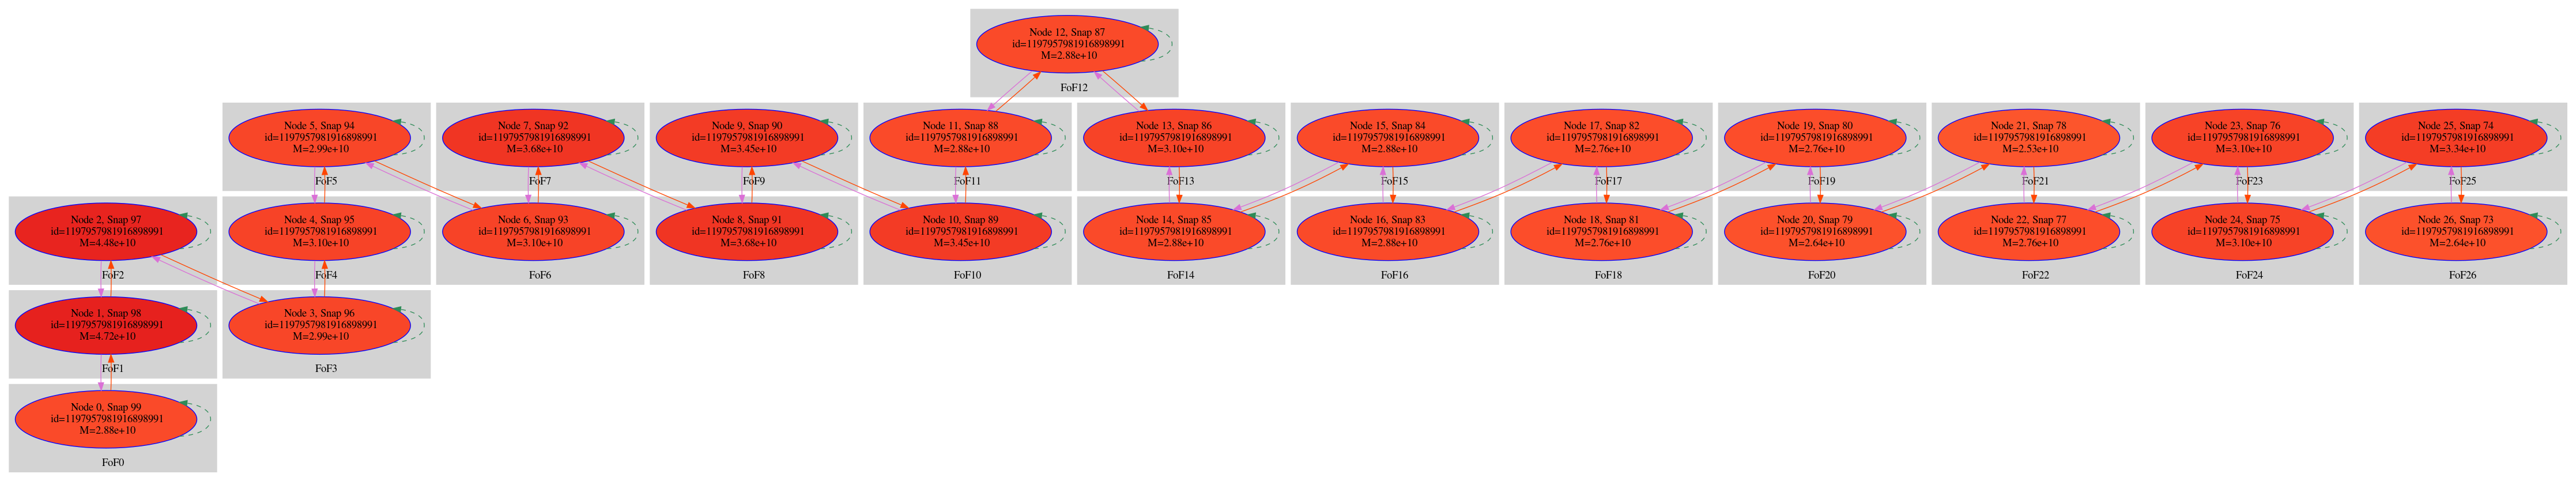 Node 12, Snap 87
id=1197957981916898991
M=2.88e+10
FoF12
Node 5, Snap 94
id=1197957981916898991
M=2.99e+10
FoF5
Node 7, Snap 92
id=1197957981916898991
M=3.68e+10
FoF7
Node 9, Snap 90
id=1197957981916898991
M=3.45e+10
FoF9
Node 11, Snap 88
id=1197957981916898991
M=2.88e+10
FoF11
Node 13, Snap 86
id=1197957981916898991
M=3.10e+10
FoF13
Node 15, Snap 84
id=1197957981916898991
M=2.88e+10
FoF15
Node 17, Snap 82
id=1197957981916898991
M=2.76e+10
FoF17
Node 19, Snap 80
id=1197957981916898991
M=2.76e+10
FoF19
Node 21, Snap 78
id=1197957981916898991
M=2.53e+10
FoF21
Node 23, Snap 76
id=1197957981916898991
M=3.10e+10
FoF23
Node 25, Snap 74
id=1197957981916898991
M=3.34e+10
FoF25
Node 2, Snap 97
id=1197957981916898991
M=4.48e+10
FoF2
Node 4, Snap 95
id=1197957981916898991
M=3.10e+10
FoF4
Node 6, Snap 93
id=1197957981916898991
M=3.10e+10
FoF6
Node 8, Snap 91
id=1197957981916898991
M=3.68e+10
FoF8
Node 10, Snap 89
id=1197957981916898991
M=3.45e+10
FoF10
Node 14, Snap 85
id=1197957981916898991
M=2.88e+10
FoF14
Node 16, Snap 83
id=1197957981916898991
M=2.88e+10
FoF16
Node 18, Snap 81
id=1197957981916898991
M=2.76e+10
FoF18
Node 20, Snap 79
id=1197957981916898991
M=2.64e+10
FoF20
Node 22, Snap 77
id=1197957981916898991
M=2.76e+10
FoF22
Node 24, Snap 75
id=1197957981916898991
M=3.10e+10
FoF24
Node 26, Snap 73
id=1197957981916898991
M=2.64e+10
FoF26
Node 1, Snap 98
id=1197957981916898991
M=4.72e+10
FoF1
Node 3, Snap 96
id=1197957981916898991
M=2.99e+10
FoF3
Node 0, Snap 99
id=1197957981916898991
M=2.88e+10
FoF0